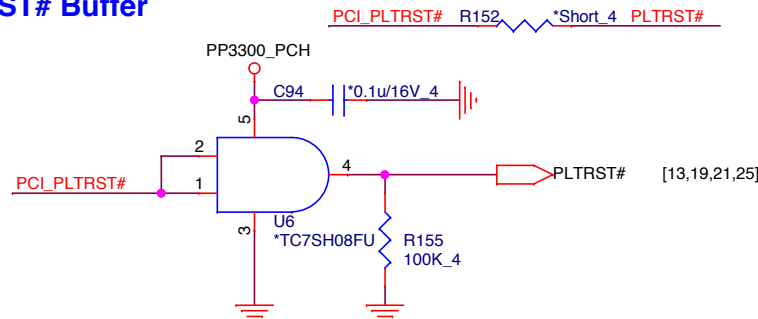 ST# Buffer
PCI_PLTRST# R152 *Short_4 PLTRST#
PP3300_PCH
C94 *0.1u/16V_4
5
2
4
PLTRST# [13,19,21,25]
PCI_PLTRST# 1
3
U6
*TC7SH08FU R155
100K_4